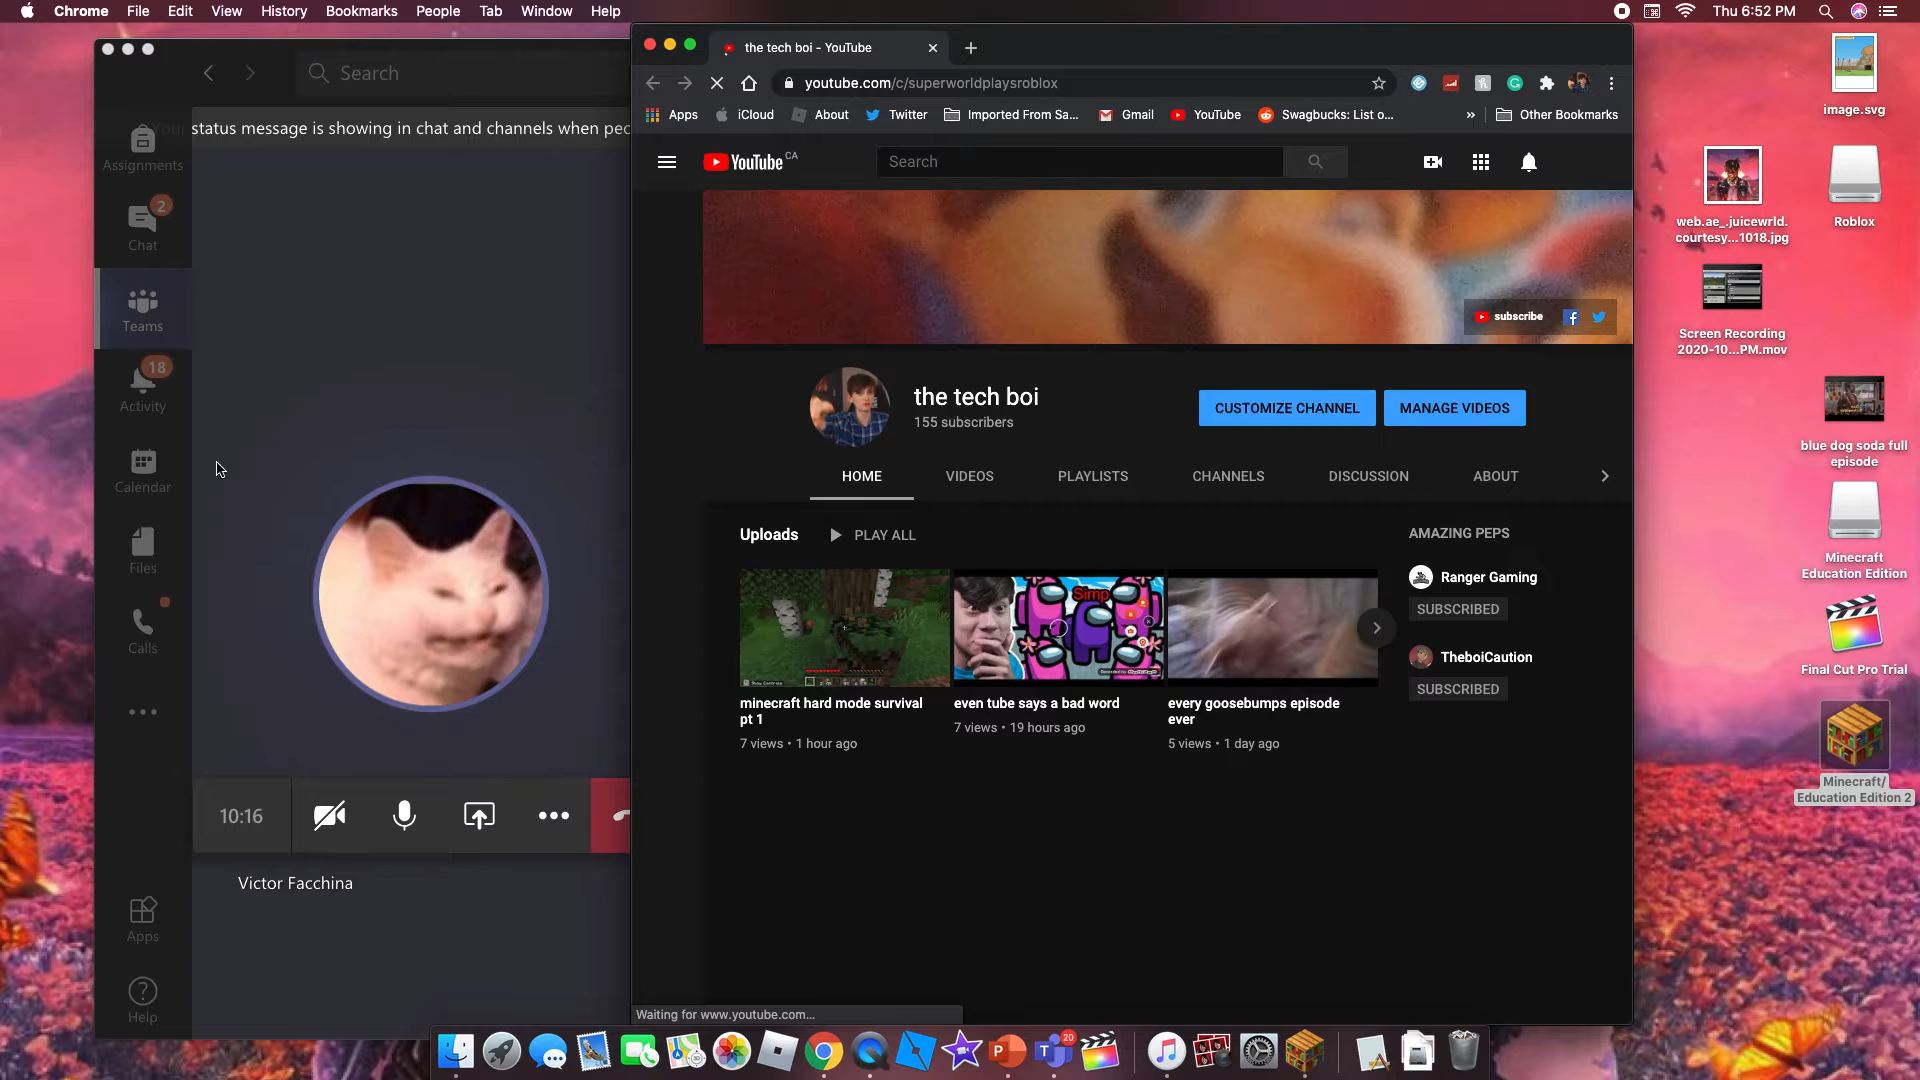 Chrome File Edit View History Bookmarks People Tab Window Help
Thu 6:52 PM
Search
status message is showing in chat and channels when peo
Assignments
2
Chat
Teams
18
Activity
Calendar
Files
Calls
Apps
Help
10:16
Victor Facchina
the tech boi - YouTube
youtube.com/c/superworldplaysroblox
Apps iCloud About Twitter Imported From Sa... Gmail YouTube Swagbucks: List o... » Other Bookmarks
YouTube CA
Search
subscribe
the tech boi
155 subscribers
CUSTOMIZE CHANNEL
MANAGE VIDEOS
HOME VIDEOS PLAYLISTS CHANNELS DISCUSSION ABOUT
Uploads
PLAY ALL
Simp
minecraft hard mode survival
pt 1
7 views • 1 hour ago
even tube says a bad word
7 views • 19 hours ago
every goosebumps episode
ever
5 views • 1 day ago
AMAZING PEPS
Ranger Gaming
SUBSCRIBED
TheboiCaution
SUBSCRIBED
Waiting for www.youtube.com...
image.svg
web.ae_.juicewrld.
courtesy...1018.jpg
Roblox
Screen Recording
2020-10...PM.mov
blue dog soda full
episode
Minecraft
Education Edition
Final Cut Pro Trial
Minecraft/
Education Edition 2
20